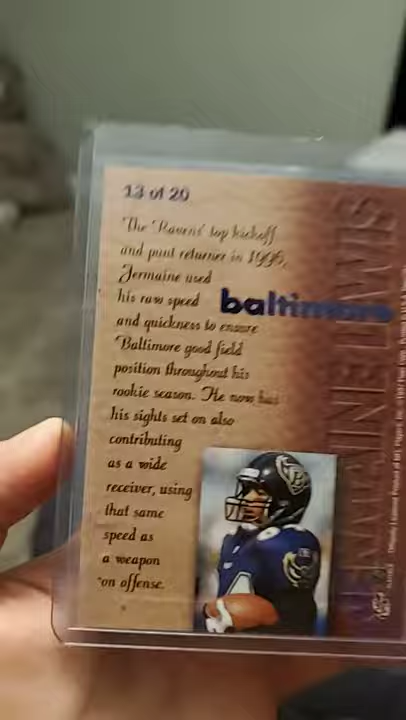 13 of 20
The Ravens' top kickoff
and punt returner in 1996,
Jermaine used
his raw speed
and quickness to ensure
Baltimore good field
position throughout his
rookie season. He now has
his sights set on also
contributing
as a wide
receiver, using
that same
speed as
a weapon
on offense.
baltimore
JERMAINE LEWIS